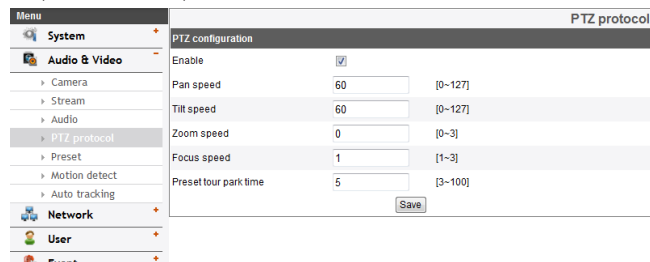 Menu
PTZ protocol
System +
Audio & Video -
Camera
Stream
Audio
PTZ protocol
Preset
Motion detect
Auto tracking
Network +
User +
Event +
PTZ configuration
Enable
Pan speed 60 [0~127]
Tilt speed 60 [0~127]
Zoom speed 0 [0~3]
Focus speed 1 [1~3]
Preset tour park time 5 [3~100]
Save